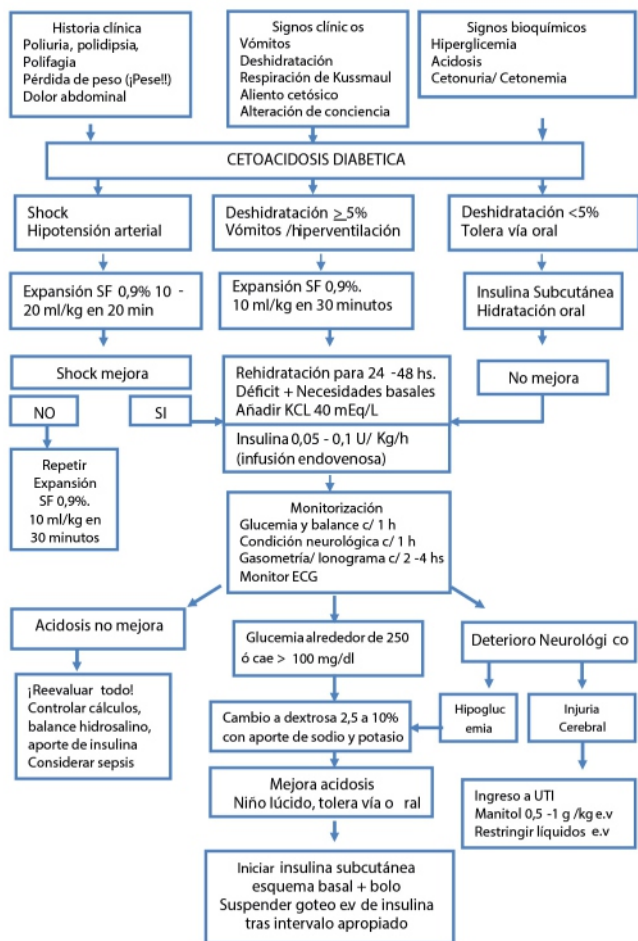 Historia clínica
Poliuria, polidipsia,
Polifagia
Pérdida de peso (¡Pese!!)
Dolor abdominal
Signos clínic os
Vómitos
Deshidratación
Respiración de Kussmaul
Aliento cetósico
Alteración de conciencia
Signos bioquímicos
Hiperglicemia
Acidosis
Cetonuria/ Cetonemia
CETOACIDOSIS DIABETICA
Shock
Hipotensión arterial
Deshidratación ≥5%
Vómitos /hiperventilación
Deshidratación <5%
Tolera vía oral
Expansión SF 0,9% 10 -
20 ml/kg en 20 min
Expansión SF 0,9%.
10 ml/kg en 30 minutos
Insulina Subcutánea
Hidratación oral
Shock mejora
Rehidratación para 24 -48 hs.
Déficit + Necesidades basales
Añadir KCL 40 mEq/L
No mejora
NO
SI
Insulina 0,05 - 0,1 U/ Kg/h
(infusión endovenosa)
Repetir
Expansión
SF 0,9%.
10 ml/kg en
30 minutos
Monitorización
Glucemia y balance c/ 1 h
Condición neurológica c/ 1 h
Gasometría/ Ionograma c/ 2 -4 hs
Monitor ECG
Acidosis no mejora
Glucemia alrededor de 250
ó cae > 100 mg/dl
Deterioro Neurológi co
¡Reevaluar todo!
Controlar cálculos,
balance hidrosalino,
aporte de insulina
Considerar sepsis
Cambio a dextrosa 2,5 a 10%
con aporte de sodio y potasio
Hipogluc
emia
Injuria
Cerebral
Mejora acidosis
Niño lúcido, tolera vía o ral
Ingreso a UTI
Manitol 0,5 -1 g /kg e.v
Restringir líquidos e.v
Iniciar insulina subcutánea
esquema basal + bolo
Suspender goteo e.v de insulina
tras intervalo apropiado